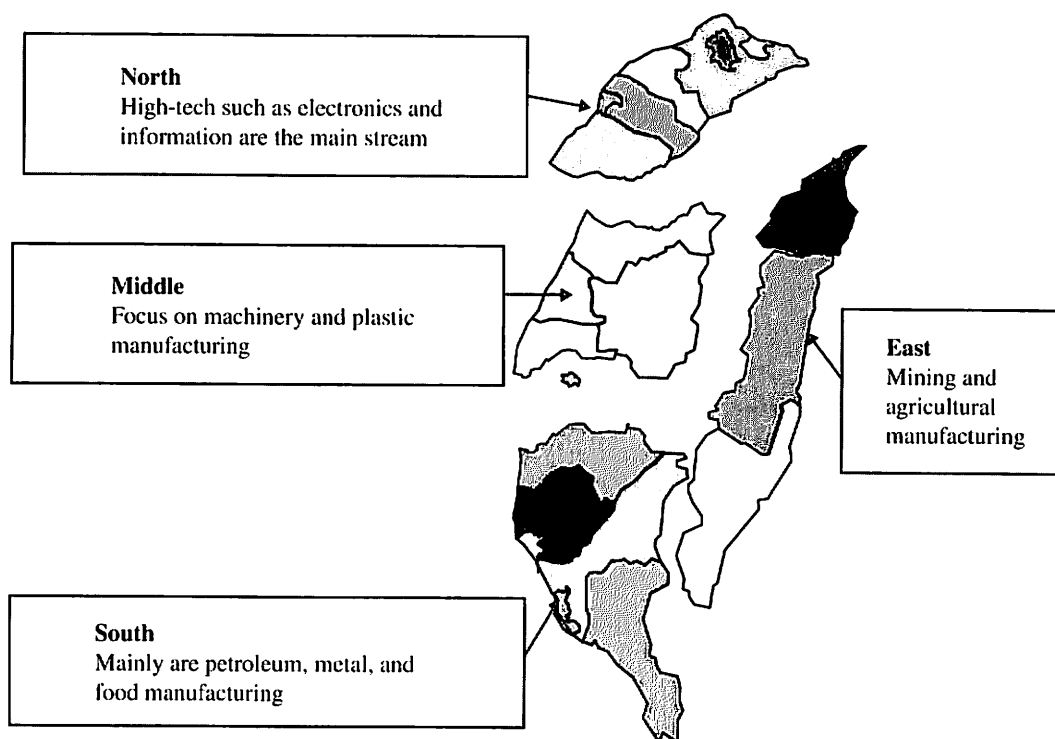 North
High-tech such as electronics and
information are the main stream
Middle
Focus on machinery and plastic
manufacturing
East
Mining and
agricultural
manufacturing
South
Mainly are petroleum, metal, and
food manufacturing